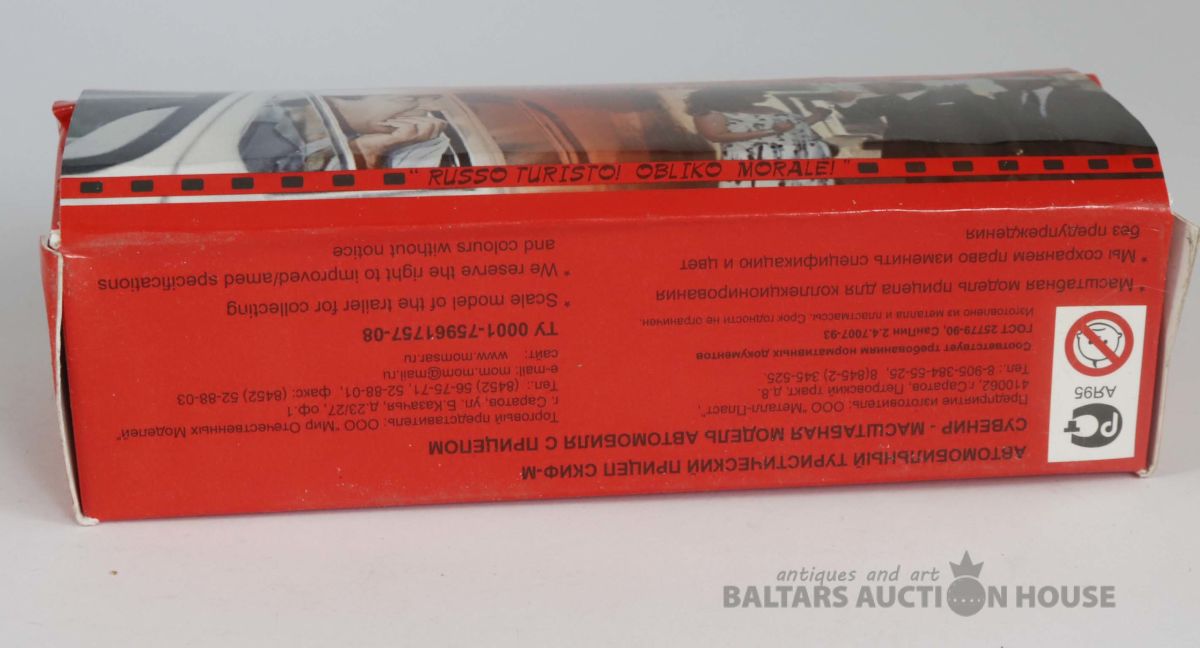 " RUSSO TURISTO! OBLIKO MORALE! "
АВТОМОБИЛЬНЫЙ ТУРИСТИЧЕСКИЙ ПРИЦЕП СКИФ-М
СУВЕНИР - МАСШТАБНАЯ МОДЕЛЬ АВТОМОБИЛЯ С ПРИЦЕПОМ
Предприятие изготовитель: ООО "Металл-Пласт",
410062, г.Саратов, Петровский тракт, д.8,
Тел.: 8-905-384-55-25, 8(845-2) 345-525.
Соответствует требованиям нормативных документов
ГОСТ 25779-90, СанПин 2.4.7007-93
Изготовлено из металла и пластмассы. Срок годности не ограничен.
* Масштабная модель прицепа для коллекционирования
* Мы сохраняем право изменить спецификацию и цвет
без предупреждения
Торговый представитель: ООО "Мир Отечественных Моделей"
г. Саратов, ул. Б.Казачья, д.23/27, оф.1
Тел.: (8452) 56-75-71, 52-88-01, факс: (8452) 52-88-03
e-mail: mom.mom@mail.ru
сайт: www.momsar.ru
ТУ 0001-75961757-08
* Scale model of the trailer for collecting
* We reserve the right to improved/amed specifications
and colours without notice
РСТ
АЯ95
antiques and art
BALTARS AUCTION HOUSE